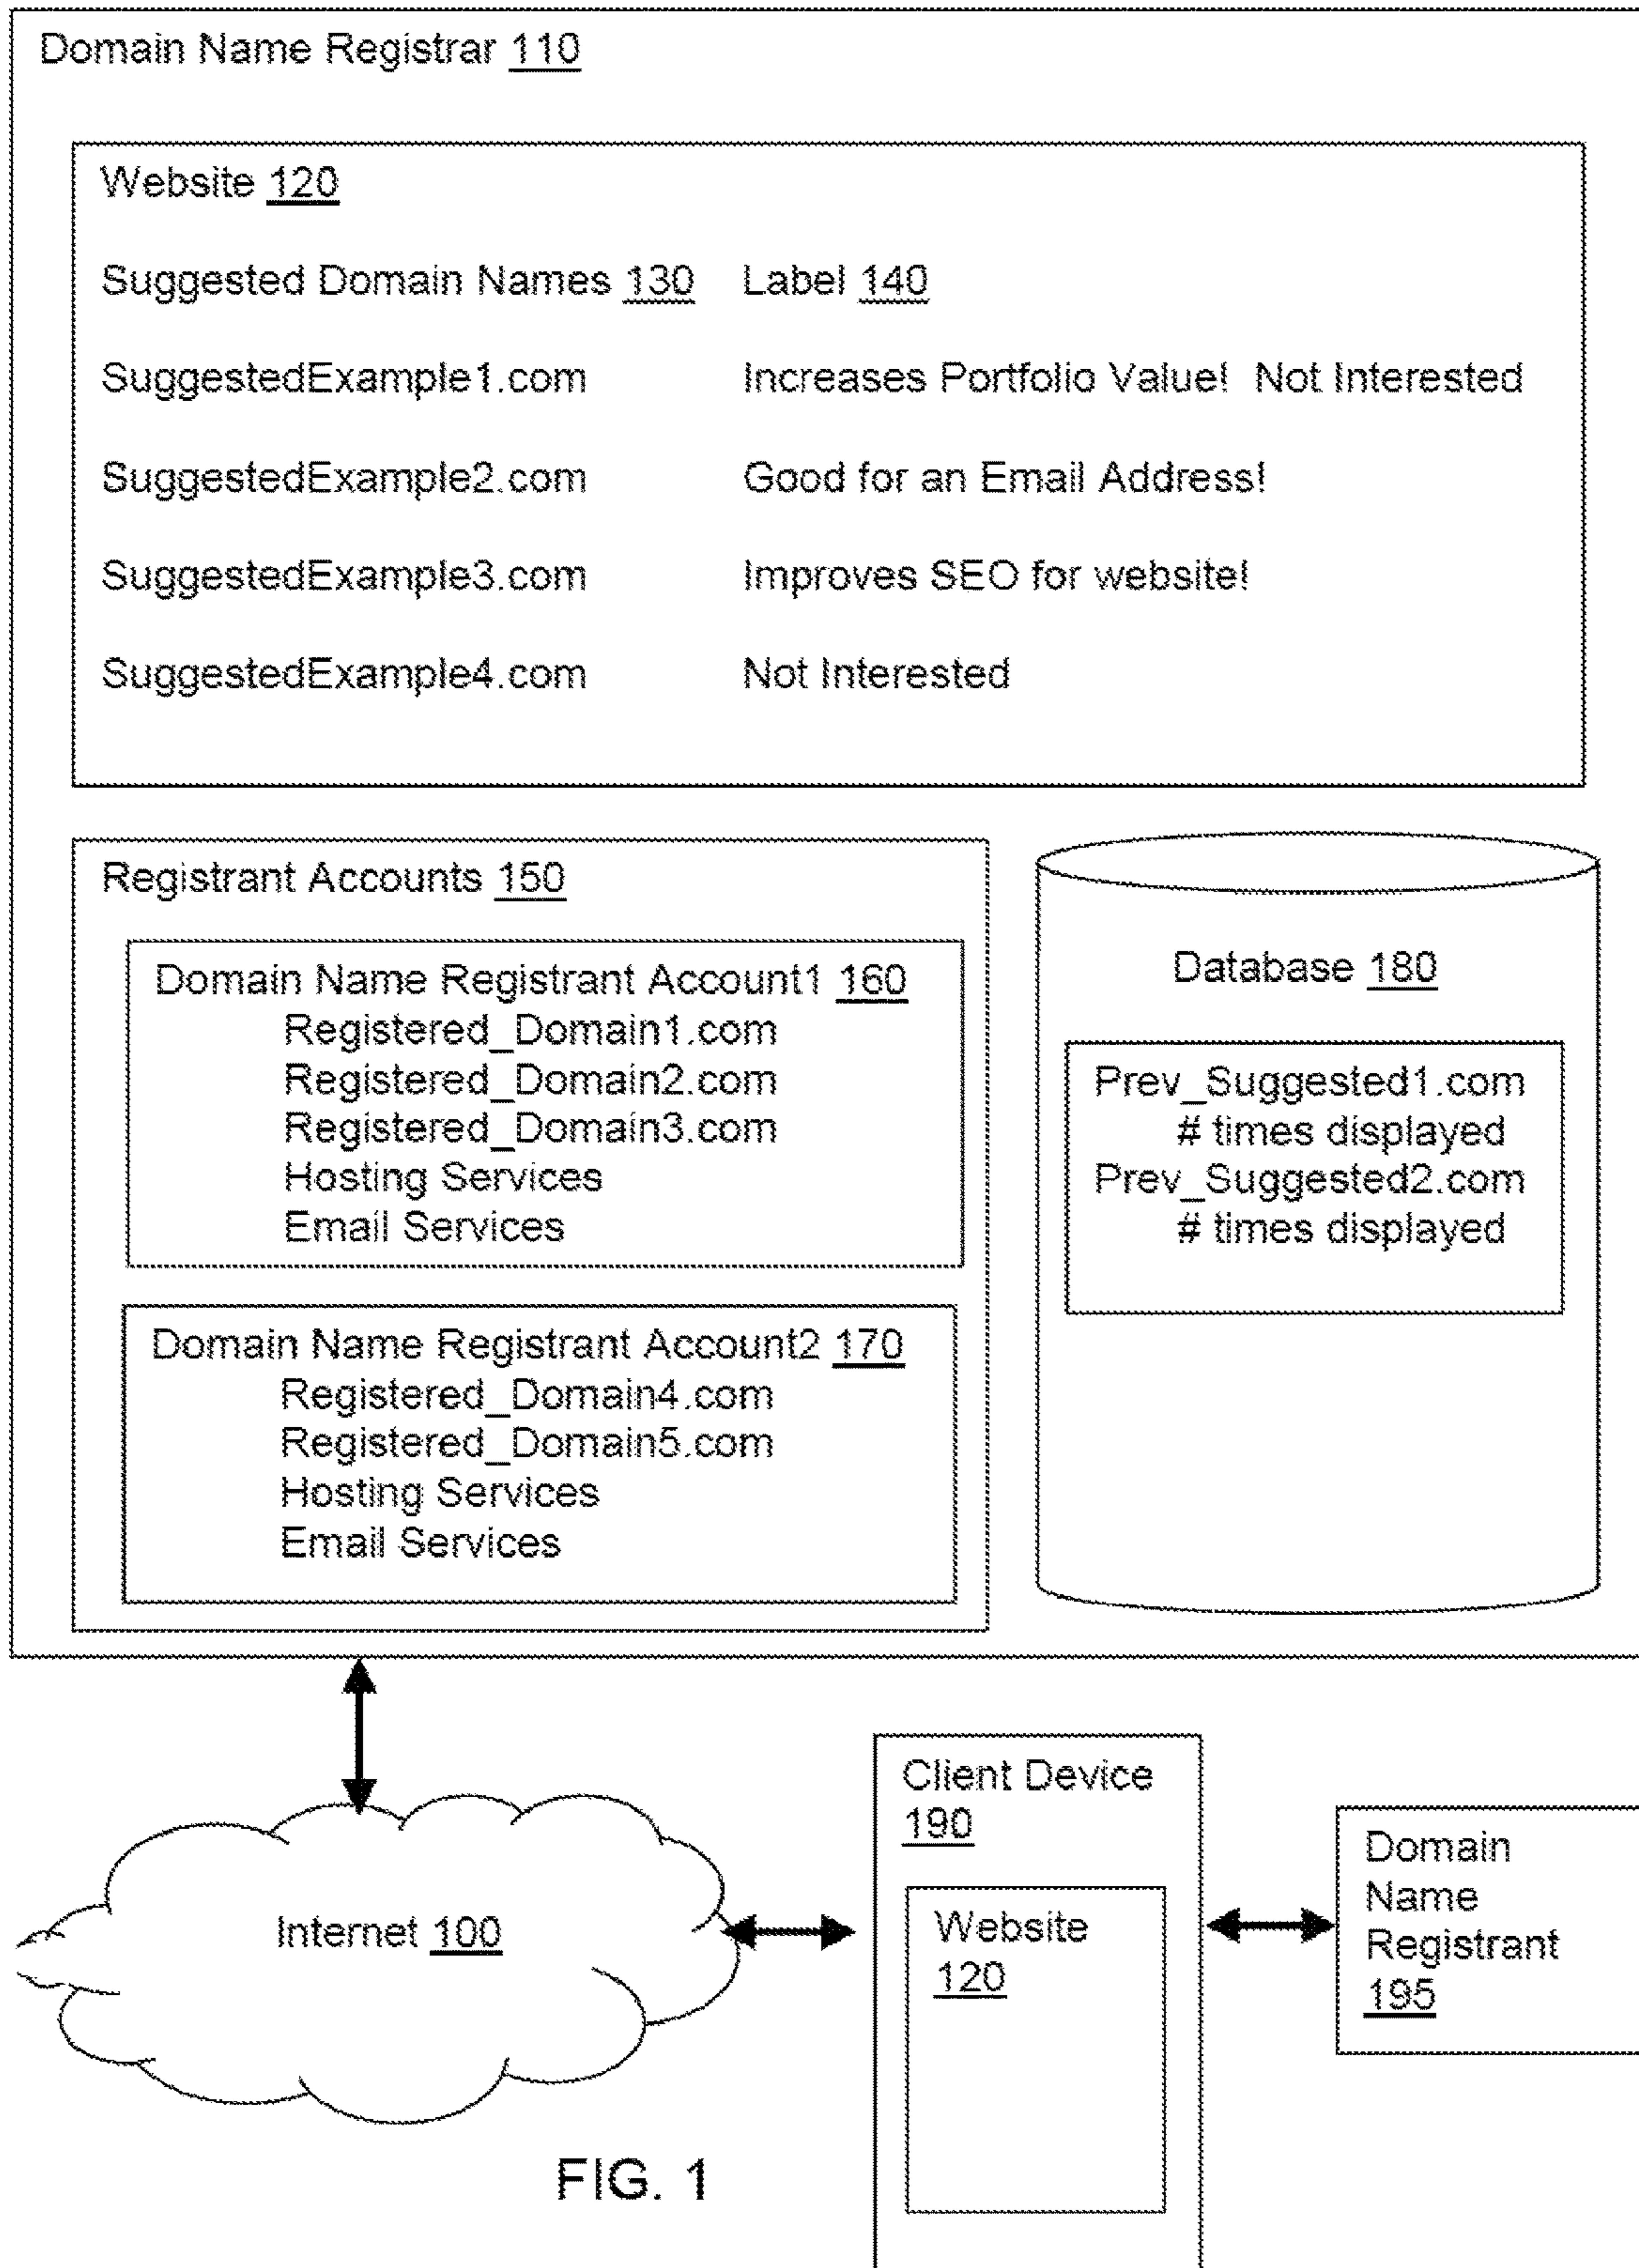 Domain Name Registrar 110
Website 120
Suggested Domain Names 130 Label 140
SuggestedExample1.com Increases Portfolio Value! Not Interested
SuggestedExample2.com Good for an Email Address!
SuggestedExample3.com Improves SEO for website!
SuggestedExample4.com Not Interested
Registrant Accounts 150
Domain Name Registrant Account1 160
Registered_Domain1.com
Registered_Domain2.com
Registered_Domain3.com
Hosting Services
Email Services
Domain Name Registrant Account2 170
Registered_Domain4.com
Registered_Domain5.com
Hosting Services
Email Services
Database 180
Prev_Suggested1.com
# times displayed
Prev_Suggested2.com
# times displayed
Internet 100
Client Device
190
Website
120
Domain
Name
Registrant
195
FIG. 1